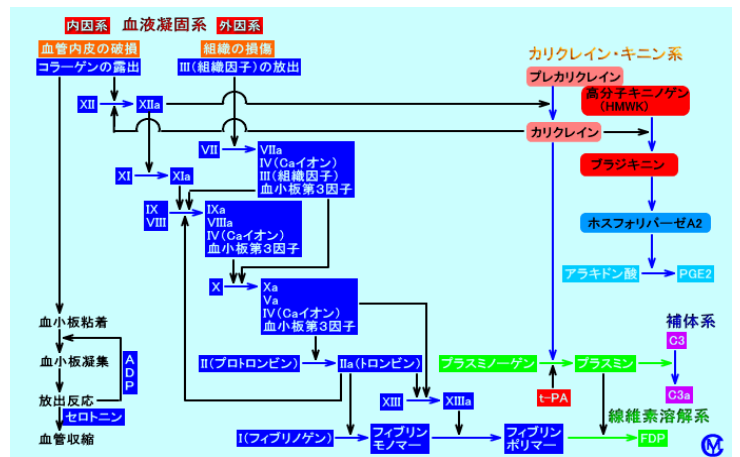 内因系 血液凝固系 外因系
血管内皮の破損
コラーゲンの露出
組織の損傷
III(組織因子)の放出
カリクレイン・キニン系
プレカリクレイン
高分子キニノゲン
(HMWK)
XII
XIIa
カリクレイン
VII
VIIa
IV(Caイオン)
III(組織因子)
血小板第3因子
ブラジキニン
XI
XIa
IX
VIII
IXa
VIIIa
IV(Caイオン)
血小板第3因子
ホスフォリパーゼA2
アラキドン酸
PGE2
X
Xa
Va
IV(Caイオン)
血小板第3因子
血小板粘着
血小板凝集
ADP
放出反応
セロトニン
血管収縮
II(プロトロンビン)
IIa(トロンビン)
プラスミノーゲン
プラスミン
補体系
C3
C3a
t-PA
XIII
XIIIa
線維素溶解系
I(フィブリノゲン)
フィブリン
モノマー
フィブリン
ポリマー
FDP